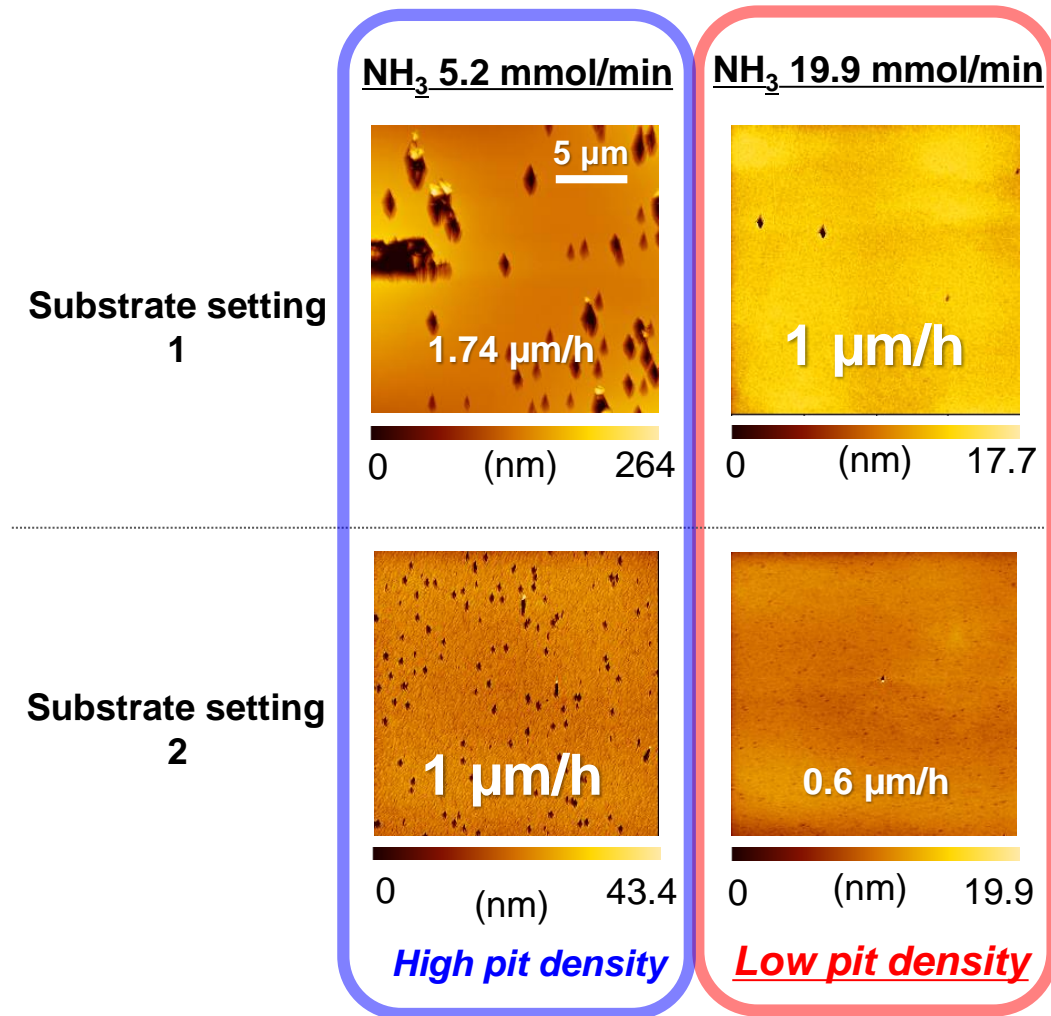 NH3 5.2 mmol/min
NH3 19.9 mmol/min
Substrate setting
1
5 μm
1.74 μm/h
1 μm/h
0 (nm) 264
0 (nm) 17.7
Substrate setting
2
1 μm/h
0.6 μm/h
0 (nm) 43.4
0 (nm) 19.9
High pit density
Low pit density